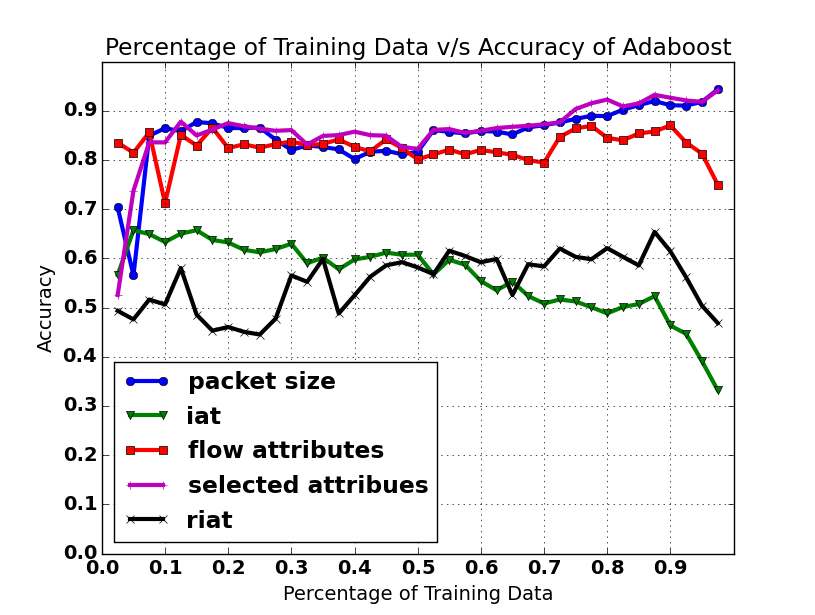 Percentage of Training Data v/s Accuracy of Adaboost
Accuracy
0.9
0.8
0.7
0.6
0.5
0.4
0.3
0.2
0.1
0.0
packet size
iat
flow attributes
selected attribues
riat
0.0 0.1 0.2 0.3 0.4 0.5 0.6 0.7 0.8 0.9
Percentage of Training Data